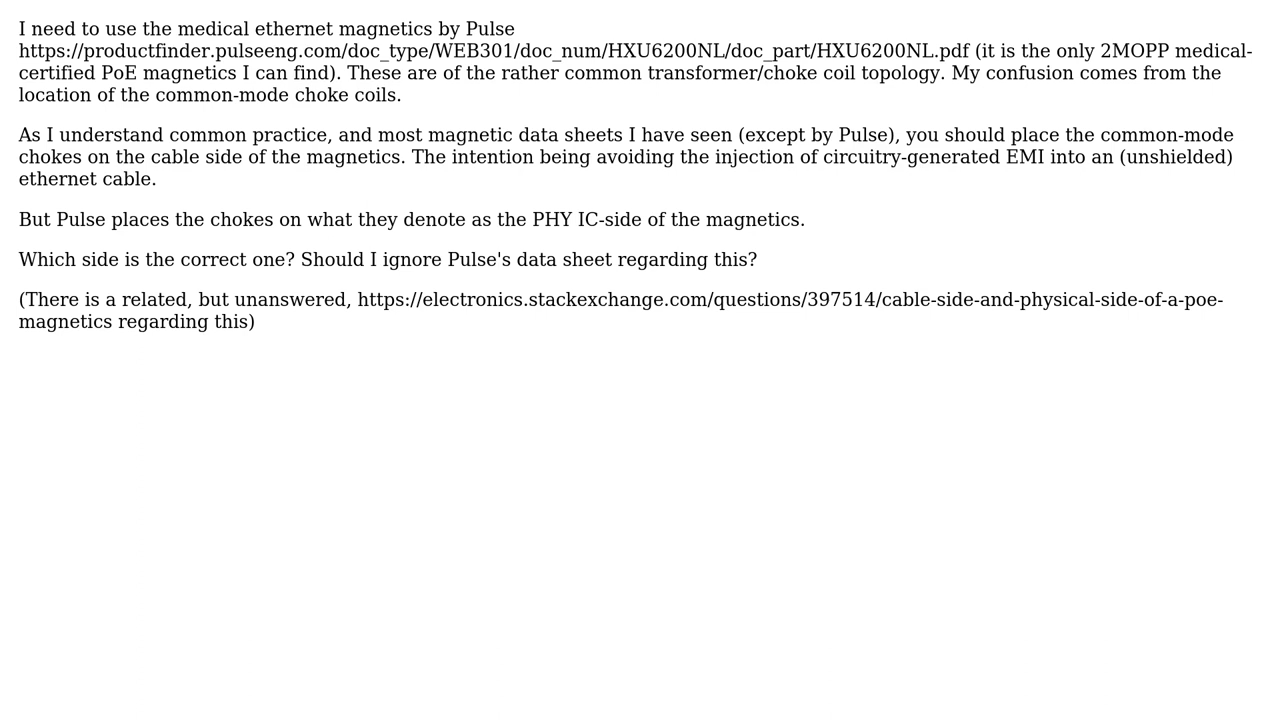 I need to use the medical ethernet magnetics by Pulse
https://productfinder.pulseeng.com/doc_type/WEB301/doc_num/HXU6200NL/doc_part/HXU6200NL.pdf (it is the only 2MOPP medical-
certified PoE magnetics I can find). These are of the rather common transformer/choke coil topology. My confusion comes from the
location of the common-mode choke coils.
As I understand common practice, and most magnetic data sheets I have seen (except by Pulse), you should place the common-mode
chokes on the cable side of the magnetics. The intention being avoiding the injection of circuitry-generated EMI into an (unshielded)
ethernet cable.
But Pulse places the chokes on what they denote as the PHY IC-side of the magnetics.
Which side is the correct one? Should I ignore Pulse's data sheet regarding this?
(There is a related, but unanswered, https://electronics.stackexchange.com/questions/397514/cable-side-and-physical-side-of-a-poe-
magnetics regarding this)